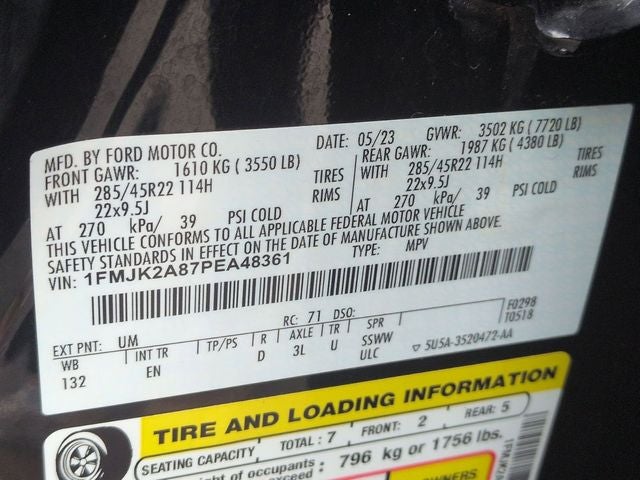 MFD. BY FORD MOTOR CO. DATE: 05/23 GVWR: 3502 KG (7720 LB)
FRONT GAWR: 1610 KG (3550 LB) REAR GAWR: 1987 KG (4380 LB)
WITH 285/45R22 114H TIRES WITH 285/45R22 114H TIRES
22x9.5J RIMS 22x9.5J RIMS
AT 270 kPa/ 39 PSI COLD AT 270 kPa/ 39 PSI COLD
THIS VEHICLE CONFORMS TO ALL APPLICABLE FEDERAL MOTOR VEHICLE
SAFETY STANDARDS IN EFFECT ON THE DATE OF MANUFACTURE SHOWN ABOVE.
VIN: 1FMJK2A87PEA48361 TYPE: MPV
F0298
T0518
EXT PNT: UM RC: 71 DSO:
WB INT TR TP/PS R AXLE TR SPR
132 EN D 3L U SSWW
ULC ▽ 5U5A-3520472-AA
TIRE AND LOADING INFORMATION
SEATING CAPACITY TOTAL: 7 FRONT: 2 REAR: 5
of occupants : 796 kg or 1756 lbs.
exceed
OWNERS